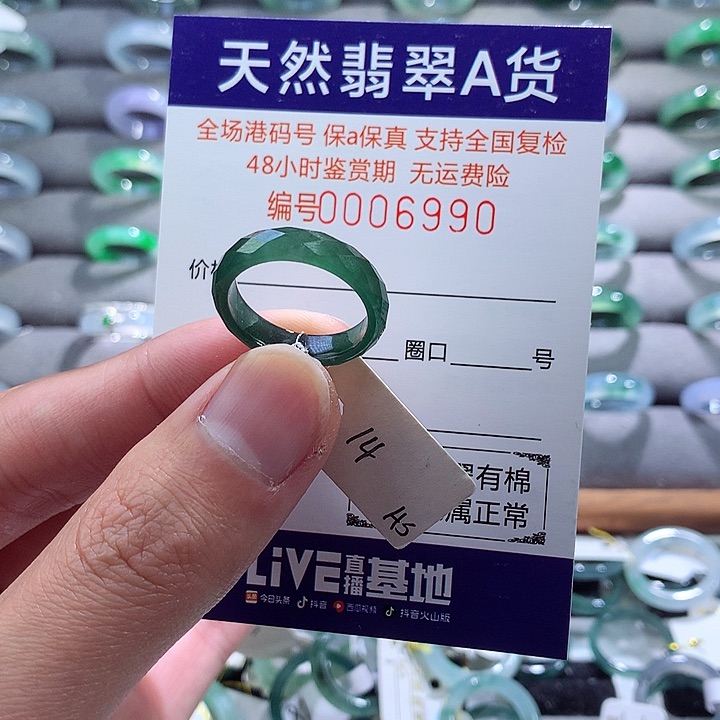 天然翡翠A货
全场港码号 保a保真 支持全国复检
48小时鉴赏期 无运费险
编号0006990
价
圈口 号
14
有棉
属正常
LiVE直播基地
今日头条 抖音 西瓜视频 抖音火山版